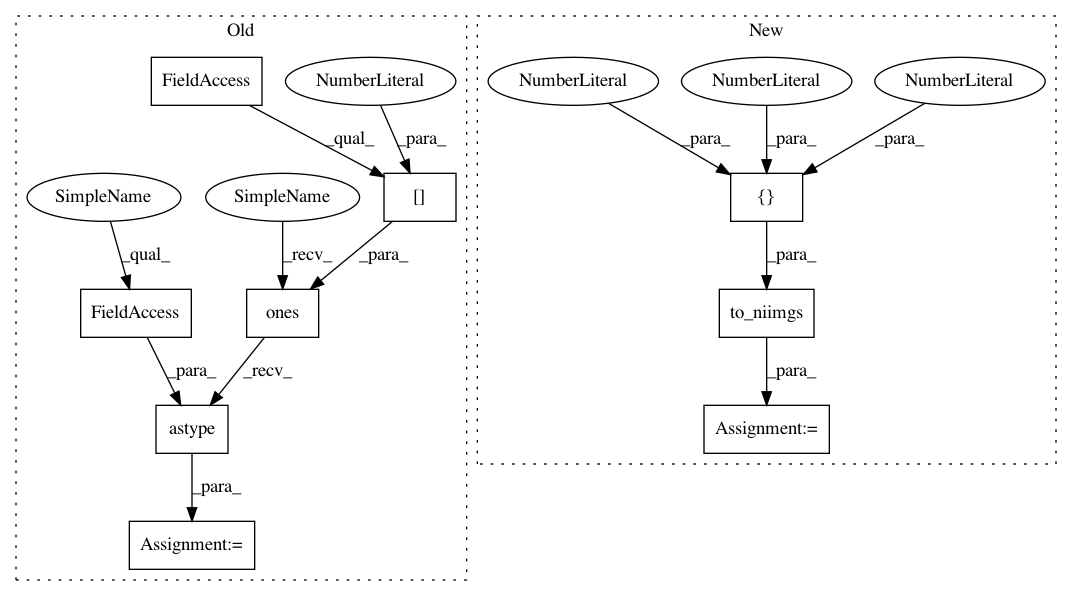 Old
New
FieldAccess
NumberLiteral
NumberLiteral
NumberLiteral
NumberLiteral
_qual_
_para_
_para_
_para_
_para_
SimpleName
SimpleName
[]
{}
_qual_
_recv_
_para_
_para_
FieldAccess
ones
to_niimgs
_para_
_recv_
_para_
astype
Assignment:=
_para_
Assignment:=